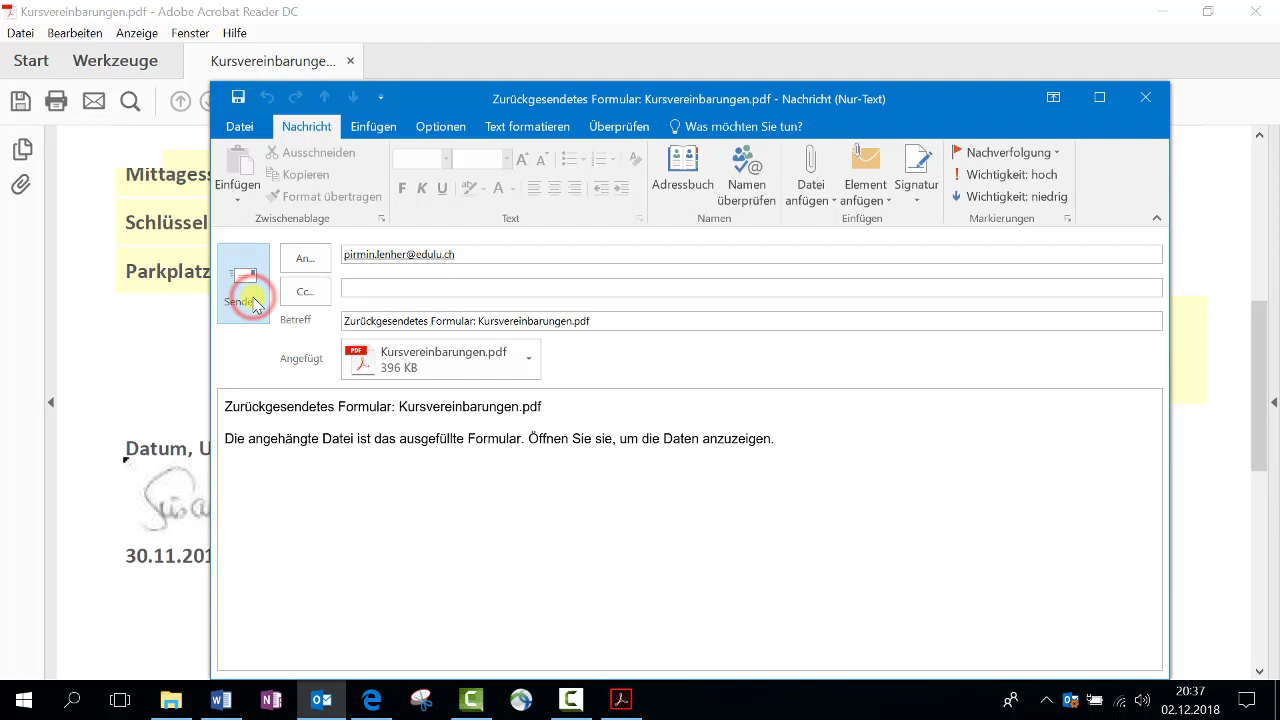 Kursvereinbarungen.pdf - Adobe Acrobat Reader DC
Datei Bearbeiten Anzeige Fenster Hilfe
Start Werkzeuge Kursvereinbarunge...
Zurückgesendetes Formular: Kursvereinbarungen.pdf - Nachricht (Nur-Text)
Datei Nachricht Einfügen Optionen Text formatieren Überprüfen Was möchten Sie tun?
Einfügen
Ausschneiden
Kopieren
Format übertragen
Zwischenablage
F K U A
Text
Adressbuch
Namen überprüfen
Namen
Datei anfügen
Element anfügen
Signatur
Einfügen
Nachverfolgung
Wichtigkeit: hoch
Wichtigkeit: niedrig
Markierungen
Mittagess
Schlüssel
Parkplatz
Sende
An... pirmin.lenher@edulu.ch
Cc...
Betreff Zurückgesendetes Formular: Kursvereinbarungen.pdf
Angefügt
PDF
Kursvereinbarungen.pdf
396 KB
Zurückgesendetes Formular: Kursvereinbarungen.pdf
Die angehängte Datei ist das ausgefüllte Formular. Öffnen Sie sie, um die Daten anzuzeigen.
Datum, U
30.11.201
20:37
02.12.2018